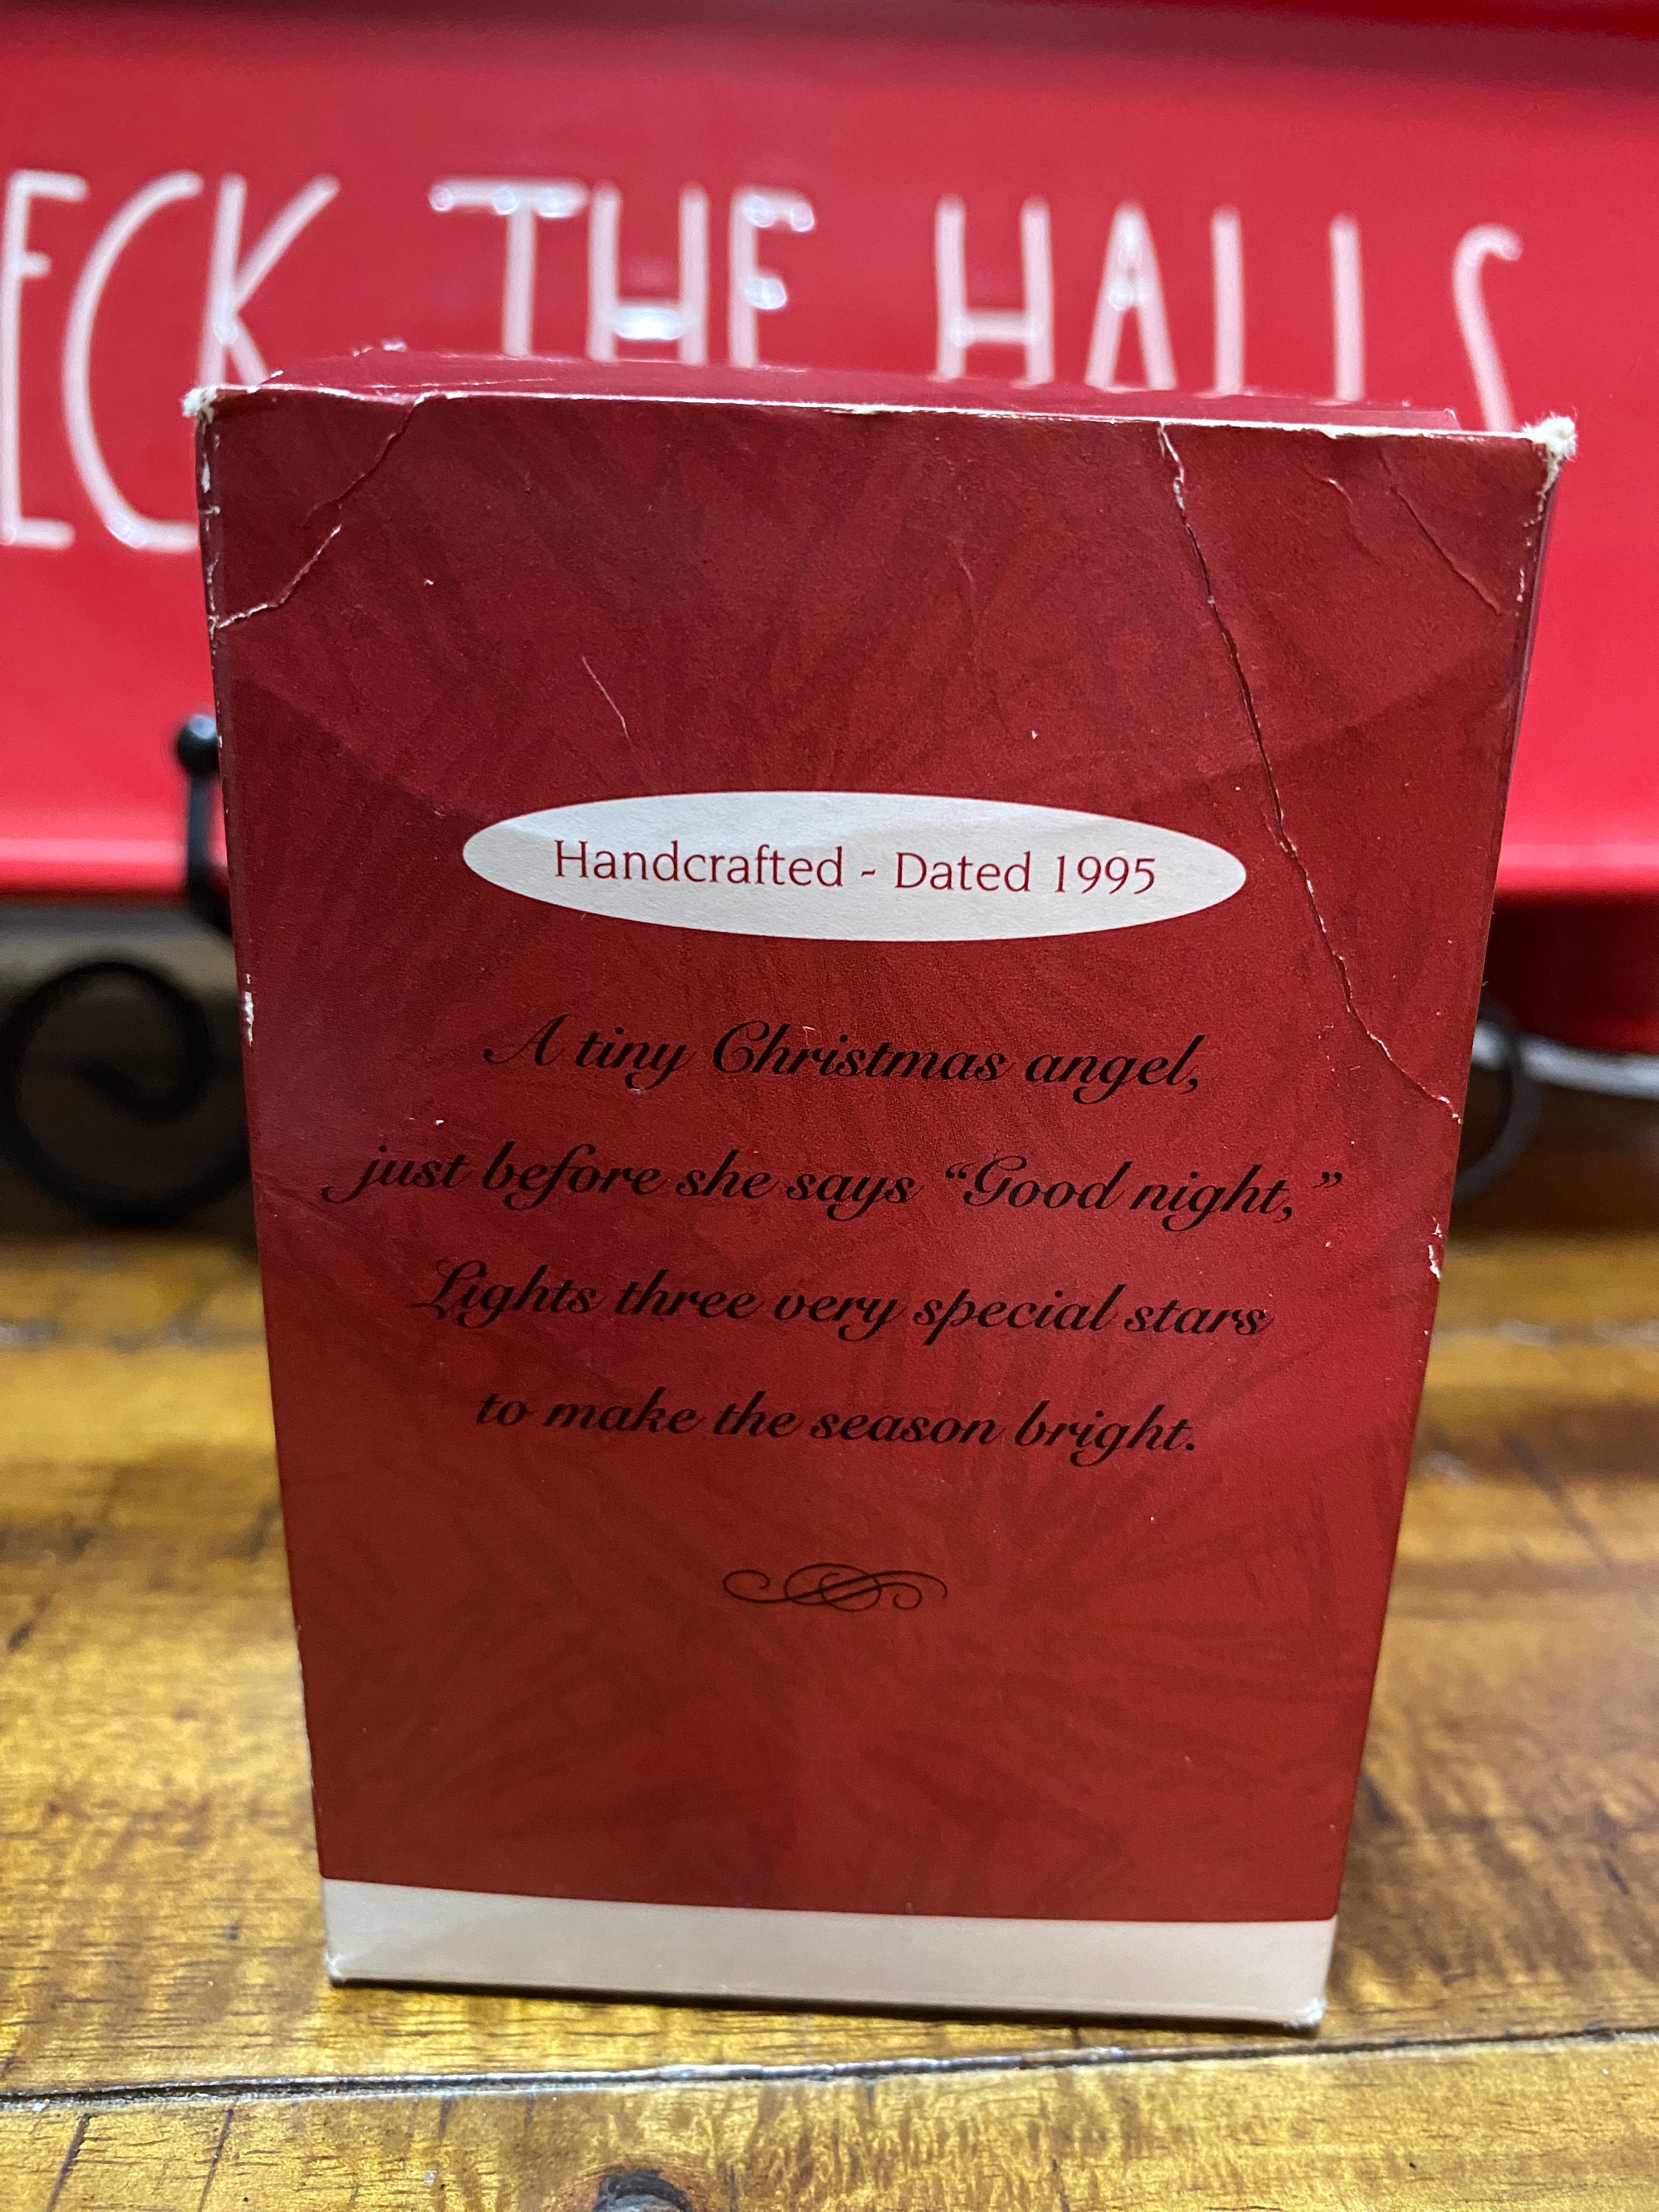 ECK THE HALLS
Handcrafted - Dated 1995
A tiny Christmas angel,
just before she says “Good night,”
Lights three very special stars
to make the season bright.